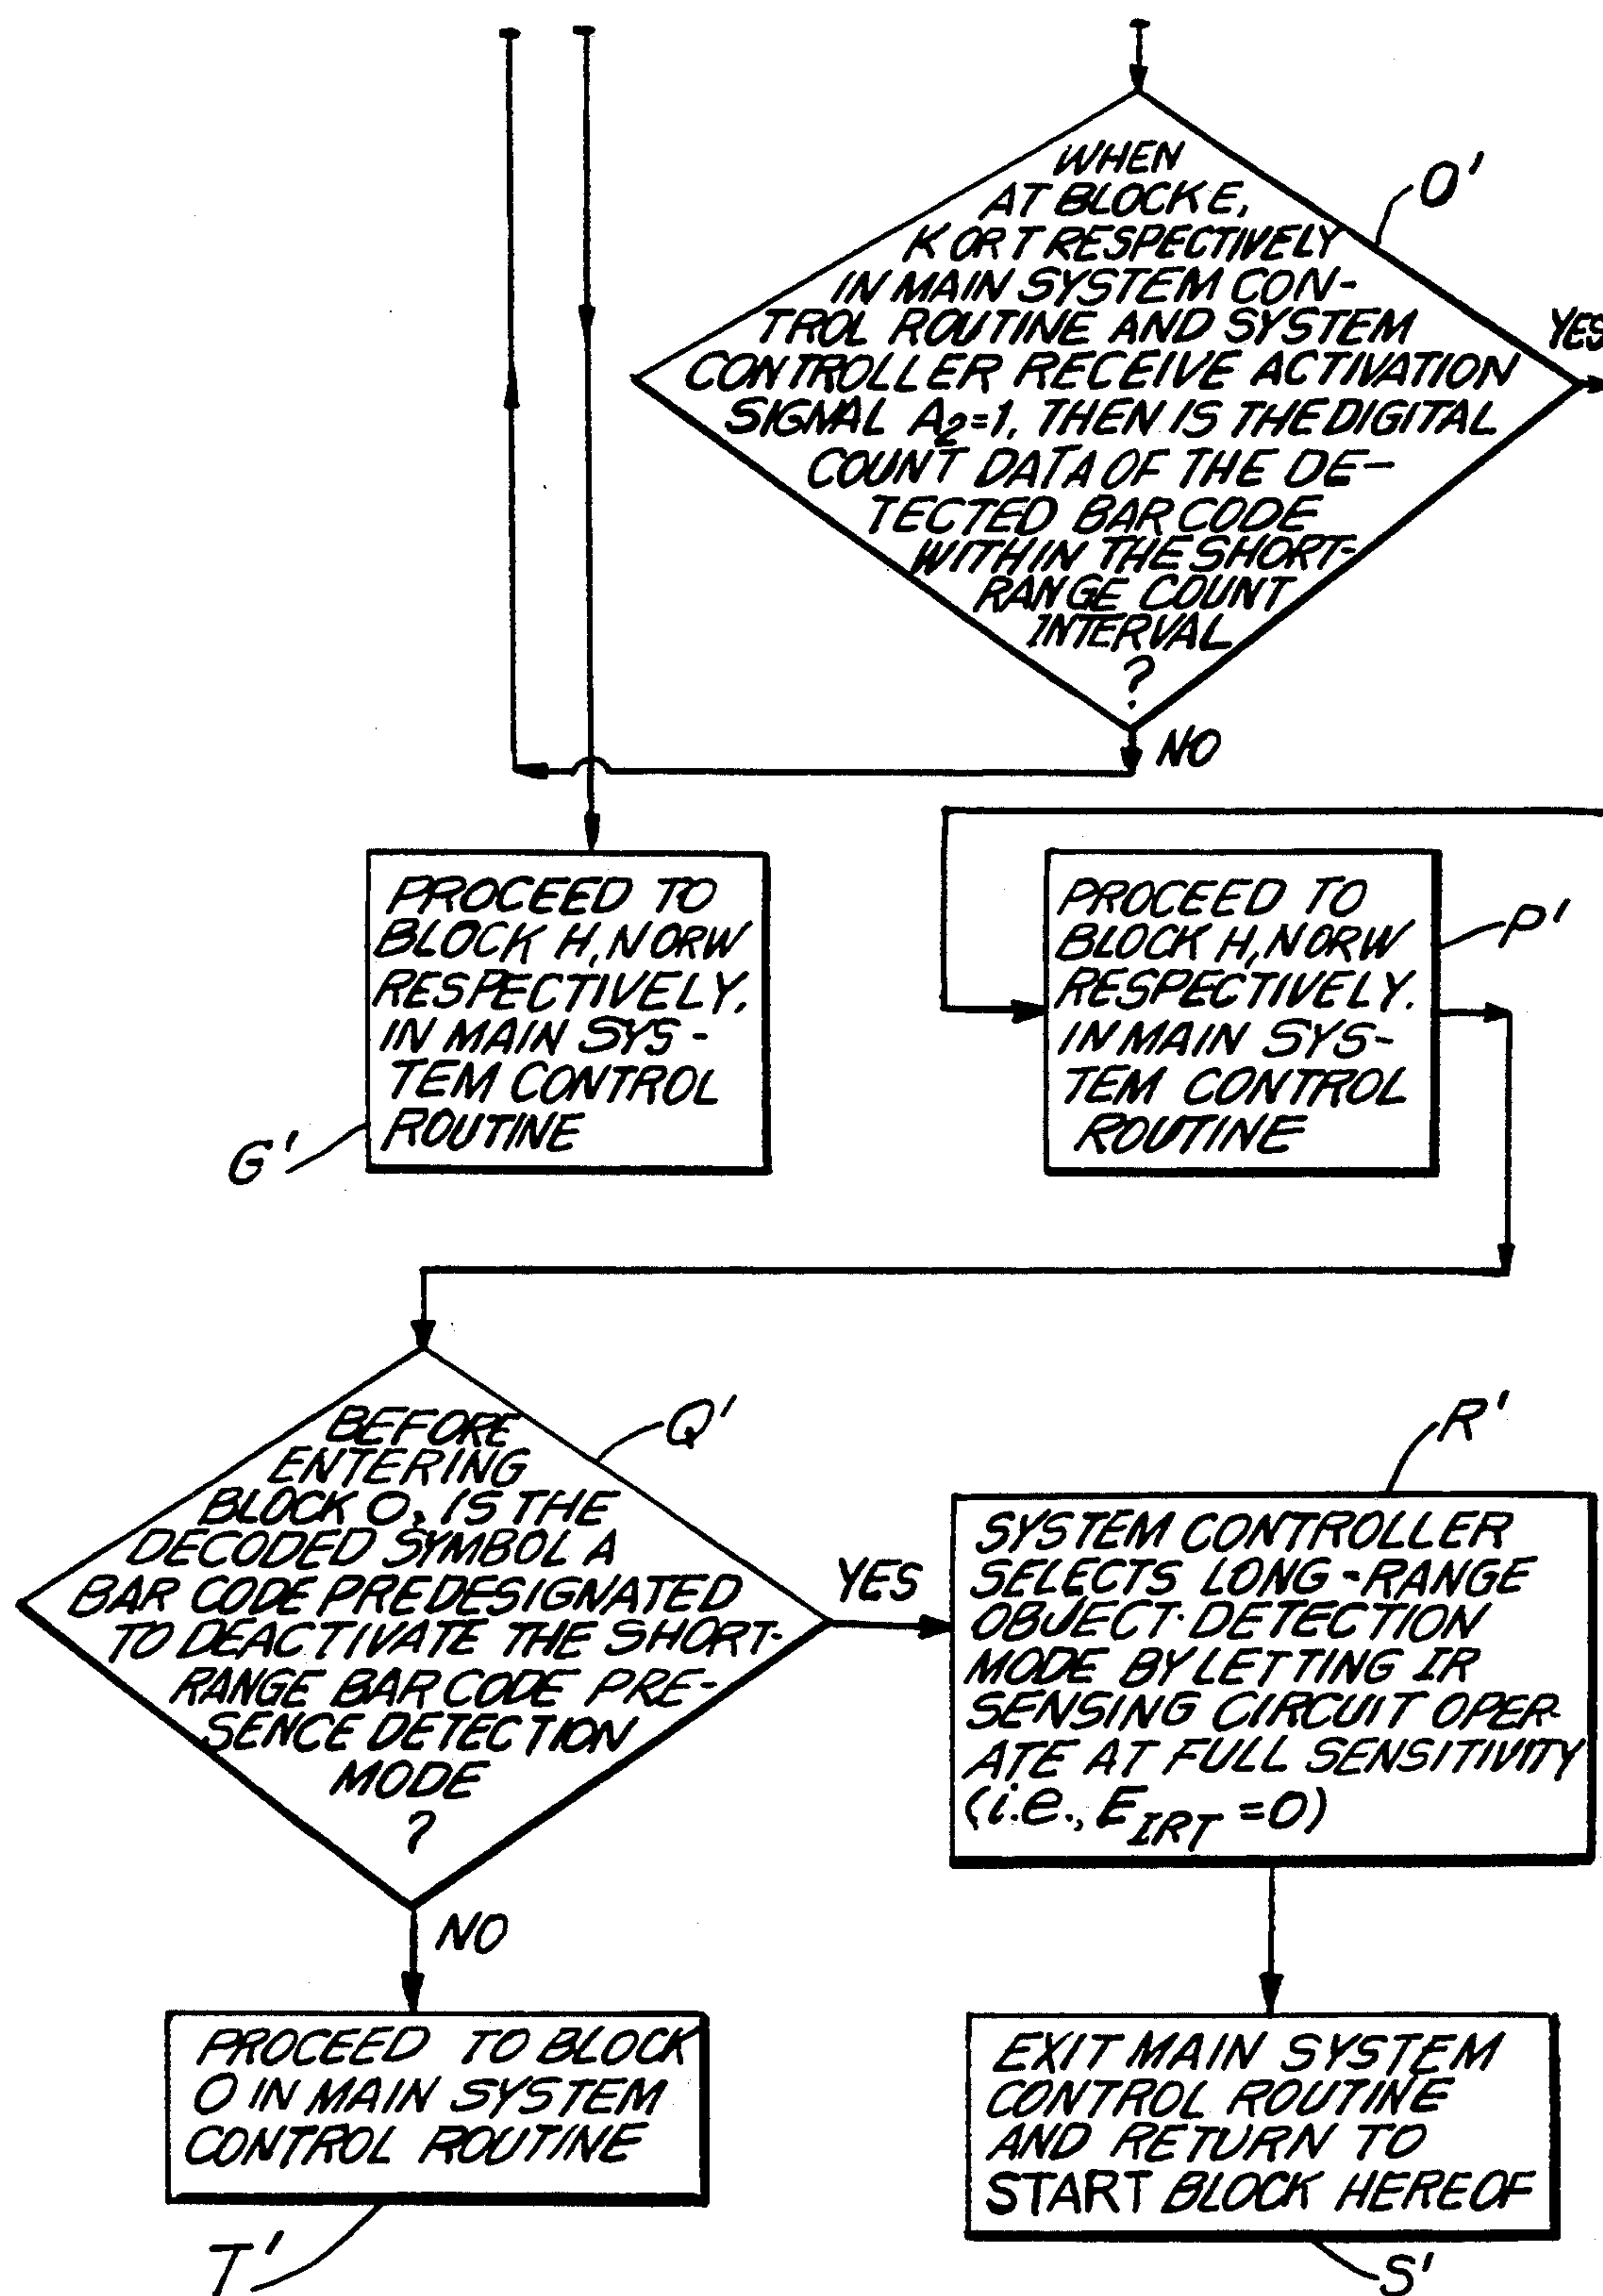 WHEN
AT BLOCK E,
K OR T RESPECTIVELY
IN MAIN SYSTEM CON-
TROL ROUTINE AND SYSTEM
CONTROLLER RECEIVE ACTIVATION
SIGNAL A2=1, THEN IS THE DIGITAL
COUNT DATA OF THE DE-
TECTED BAR CODE
WITHIN THE SHORT-
RANGE COUNT
INTERVAL
?
O'
YES
NO
PROCEED TO
BLOCK H, N OR W
RESPECTIVELY,
IN MAIN SYS-
TEM CONTROL
ROUTINE
G'
PROCEED TO
BLOCK H, N OR W
RESPECTIVELY.
IN MAIN SYS-
TEM CONTROL
ROUTINE
P'
BEFORE
ENTERING
BLOCK O, IS THE
DECODED SYMBOL A
BAR CODE PREDESIGNATED
TO DEACTIVATE THE SHORT-
RANGE BAR CODE PRE-
SENCE DETECTION
MODE
?
Q'
YES
NO
R'
SYSTEM CONTROLLER
SELECTS LONG-RANGE
OBJECT-DETECTION
MODE BY LETTING IR
SENSING CIRCUIT OPER-
ATE AT FULL SENSITIVITY
(i.e., EIRT =0)
PROCEED TO BLOCK
O IN MAIN SYSTEM
CONTROL ROUTINE
T'
EXIT MAIN SYSTEM
CONTROL ROUTINE
AND RETURN TO
START BLOCK HEREOF
S'